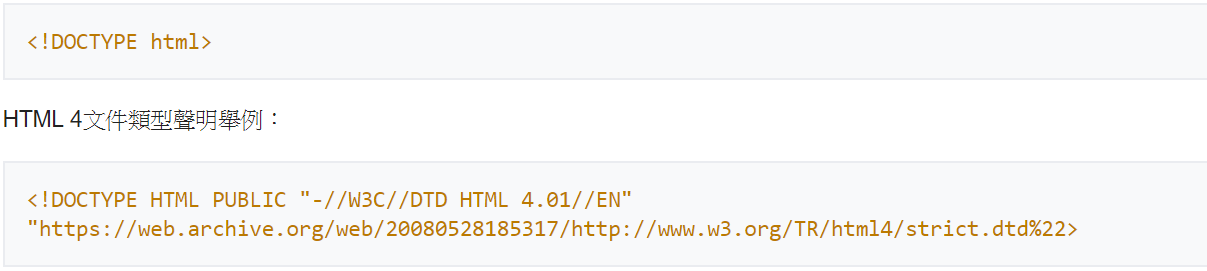 <!DOCTYPE html>
HTML 4文件類型聲明舉例：
<!DOCTYPE HTML PUBLIC "-//W3C//DTD HTML 4.01//EN"
"https://web.archive.org/web/20080528185317/http://www.w3.org/TR/html4/strict.dtd%22>